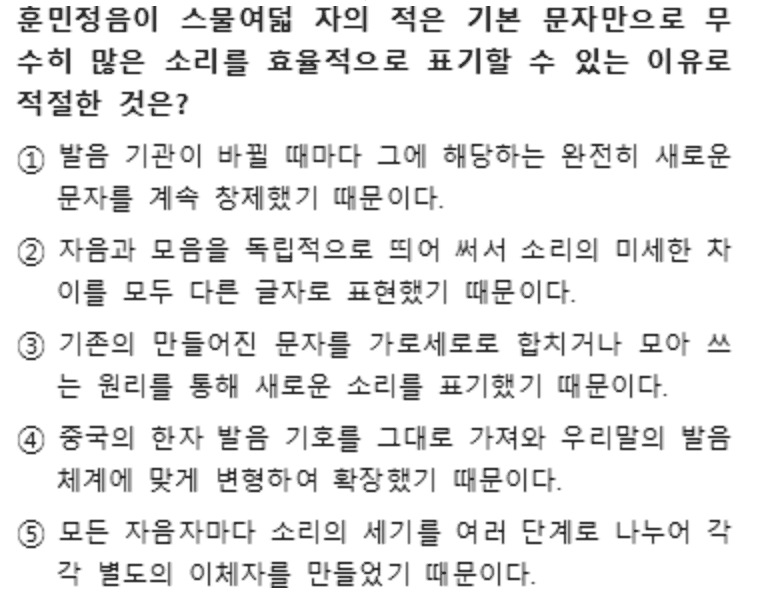 훈민정음이 스물여덟 자의 적은 기본 문자만으로 무
수히 많은 소리를 효율적으로 표기할 수 있는 이유로
적절한 것은?
① 발음 기관이 바뀔 때마다 그에 해당하는 완전히 새로운
문자를 계속 창제했기 때문이다.
② 자음과 모음을 독립적으로 띄어 써서 소리의 미세한 차
이를 모두 다른 글자로 표현했기 때문이다.
③ 기존의 만들어진 문자를 가로세로로 합치거나 모아 쓰
는 원리를 통해 새로운 소리를 표기했기 때문이다.
④ 중국의 한자 발음 기호를 그대로 가져와 우리말의 발음
체계에 맞게 변형하여 확장했기 때문이다.
⑤ 모든 자음자마다 소리의 세기를 여러 단계로 나누어 각
각 별도의 이체자를 만들었기 때문이다.